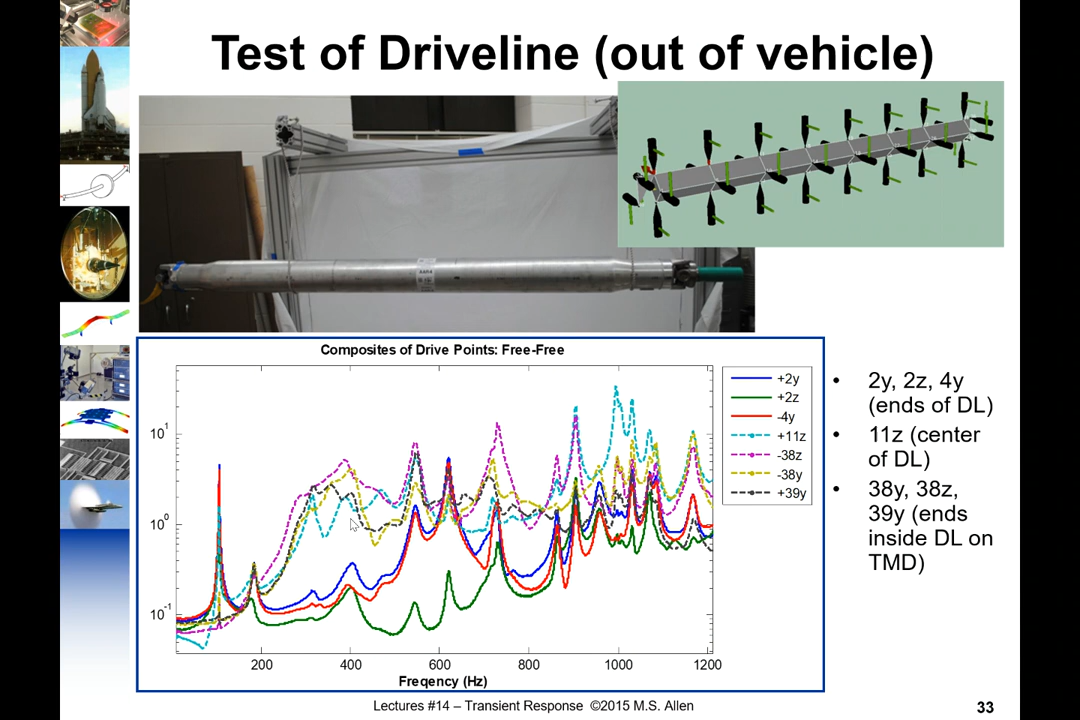 Test of Driveline (out of vehicle)
Composites of Drive Points: Free-Free
10¹
10⁰
10⁻¹
200
400
600
800
1000
1200
Freqency (Hz)
+2y
+2z
-4y
+11z
-38z
-38y
+39y
• 2y, 2z, 4y
(ends of DL)
• 11z (center
of DL)
• 38y, 38z,
39y (ends
inside DL on
TMD)
Lectures #14 – Transient Response ©2015 M.S. Allen
33